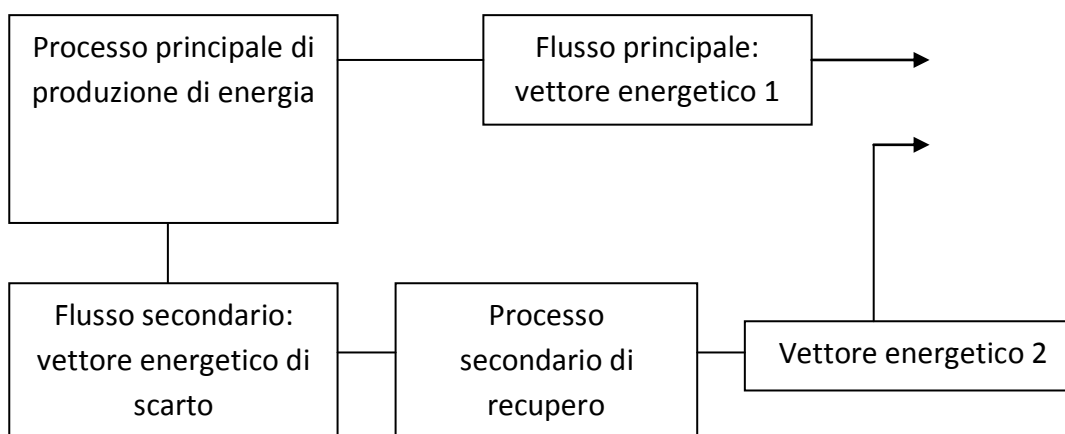 Processo principale di
produzione di energia
Flusso principale:
vettore energetico 1
Flusso secondario:
vettore energetico di
scarto
Processo
secondario di
recupero
Vettore energetico 2